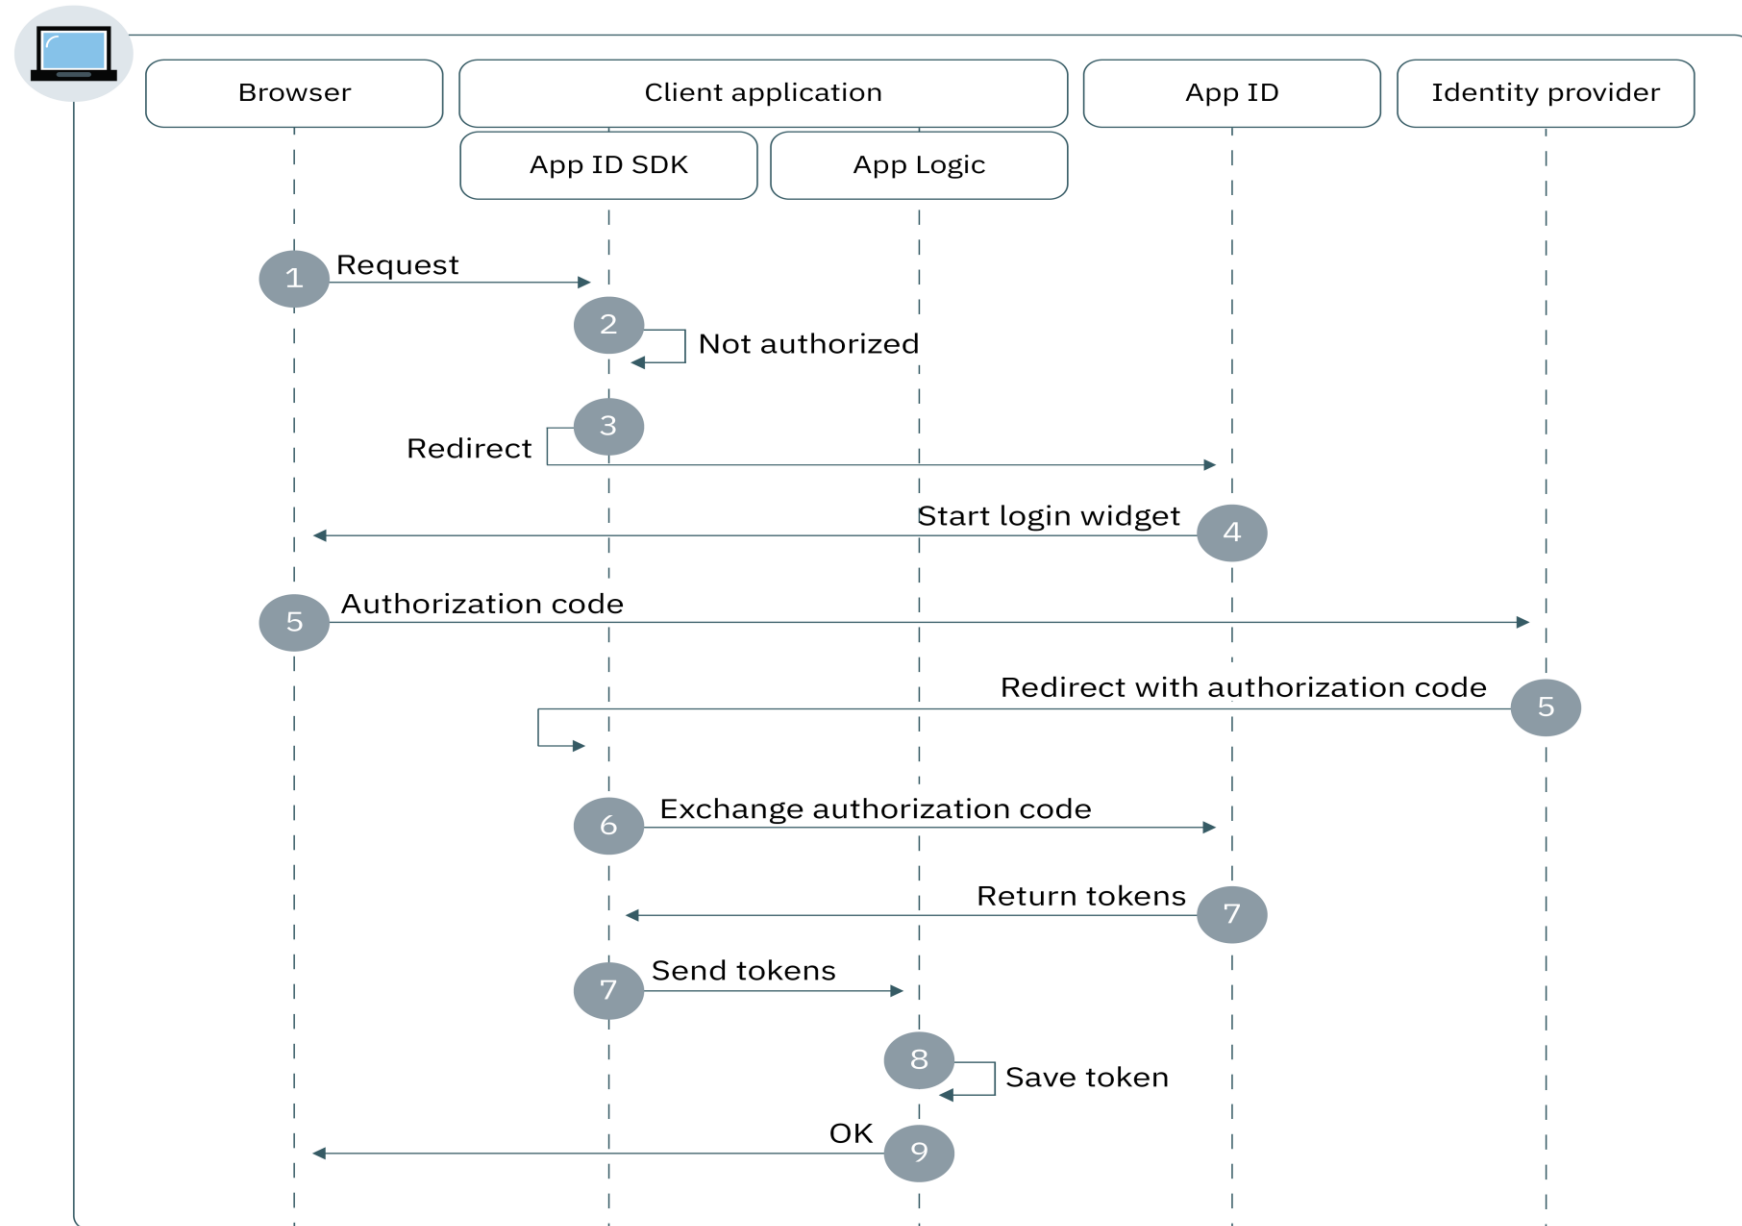 Browser
Client application
App ID
Identity provider
App ID SDK
App Logic
1
Request
2
Not authorized
3
Redirect
Start login widget
4
5
Authorization code
Redirect with authorization code
5
6
Exchange authorization code
Return tokens
7
7
Send tokens
8
Save token
OK
9